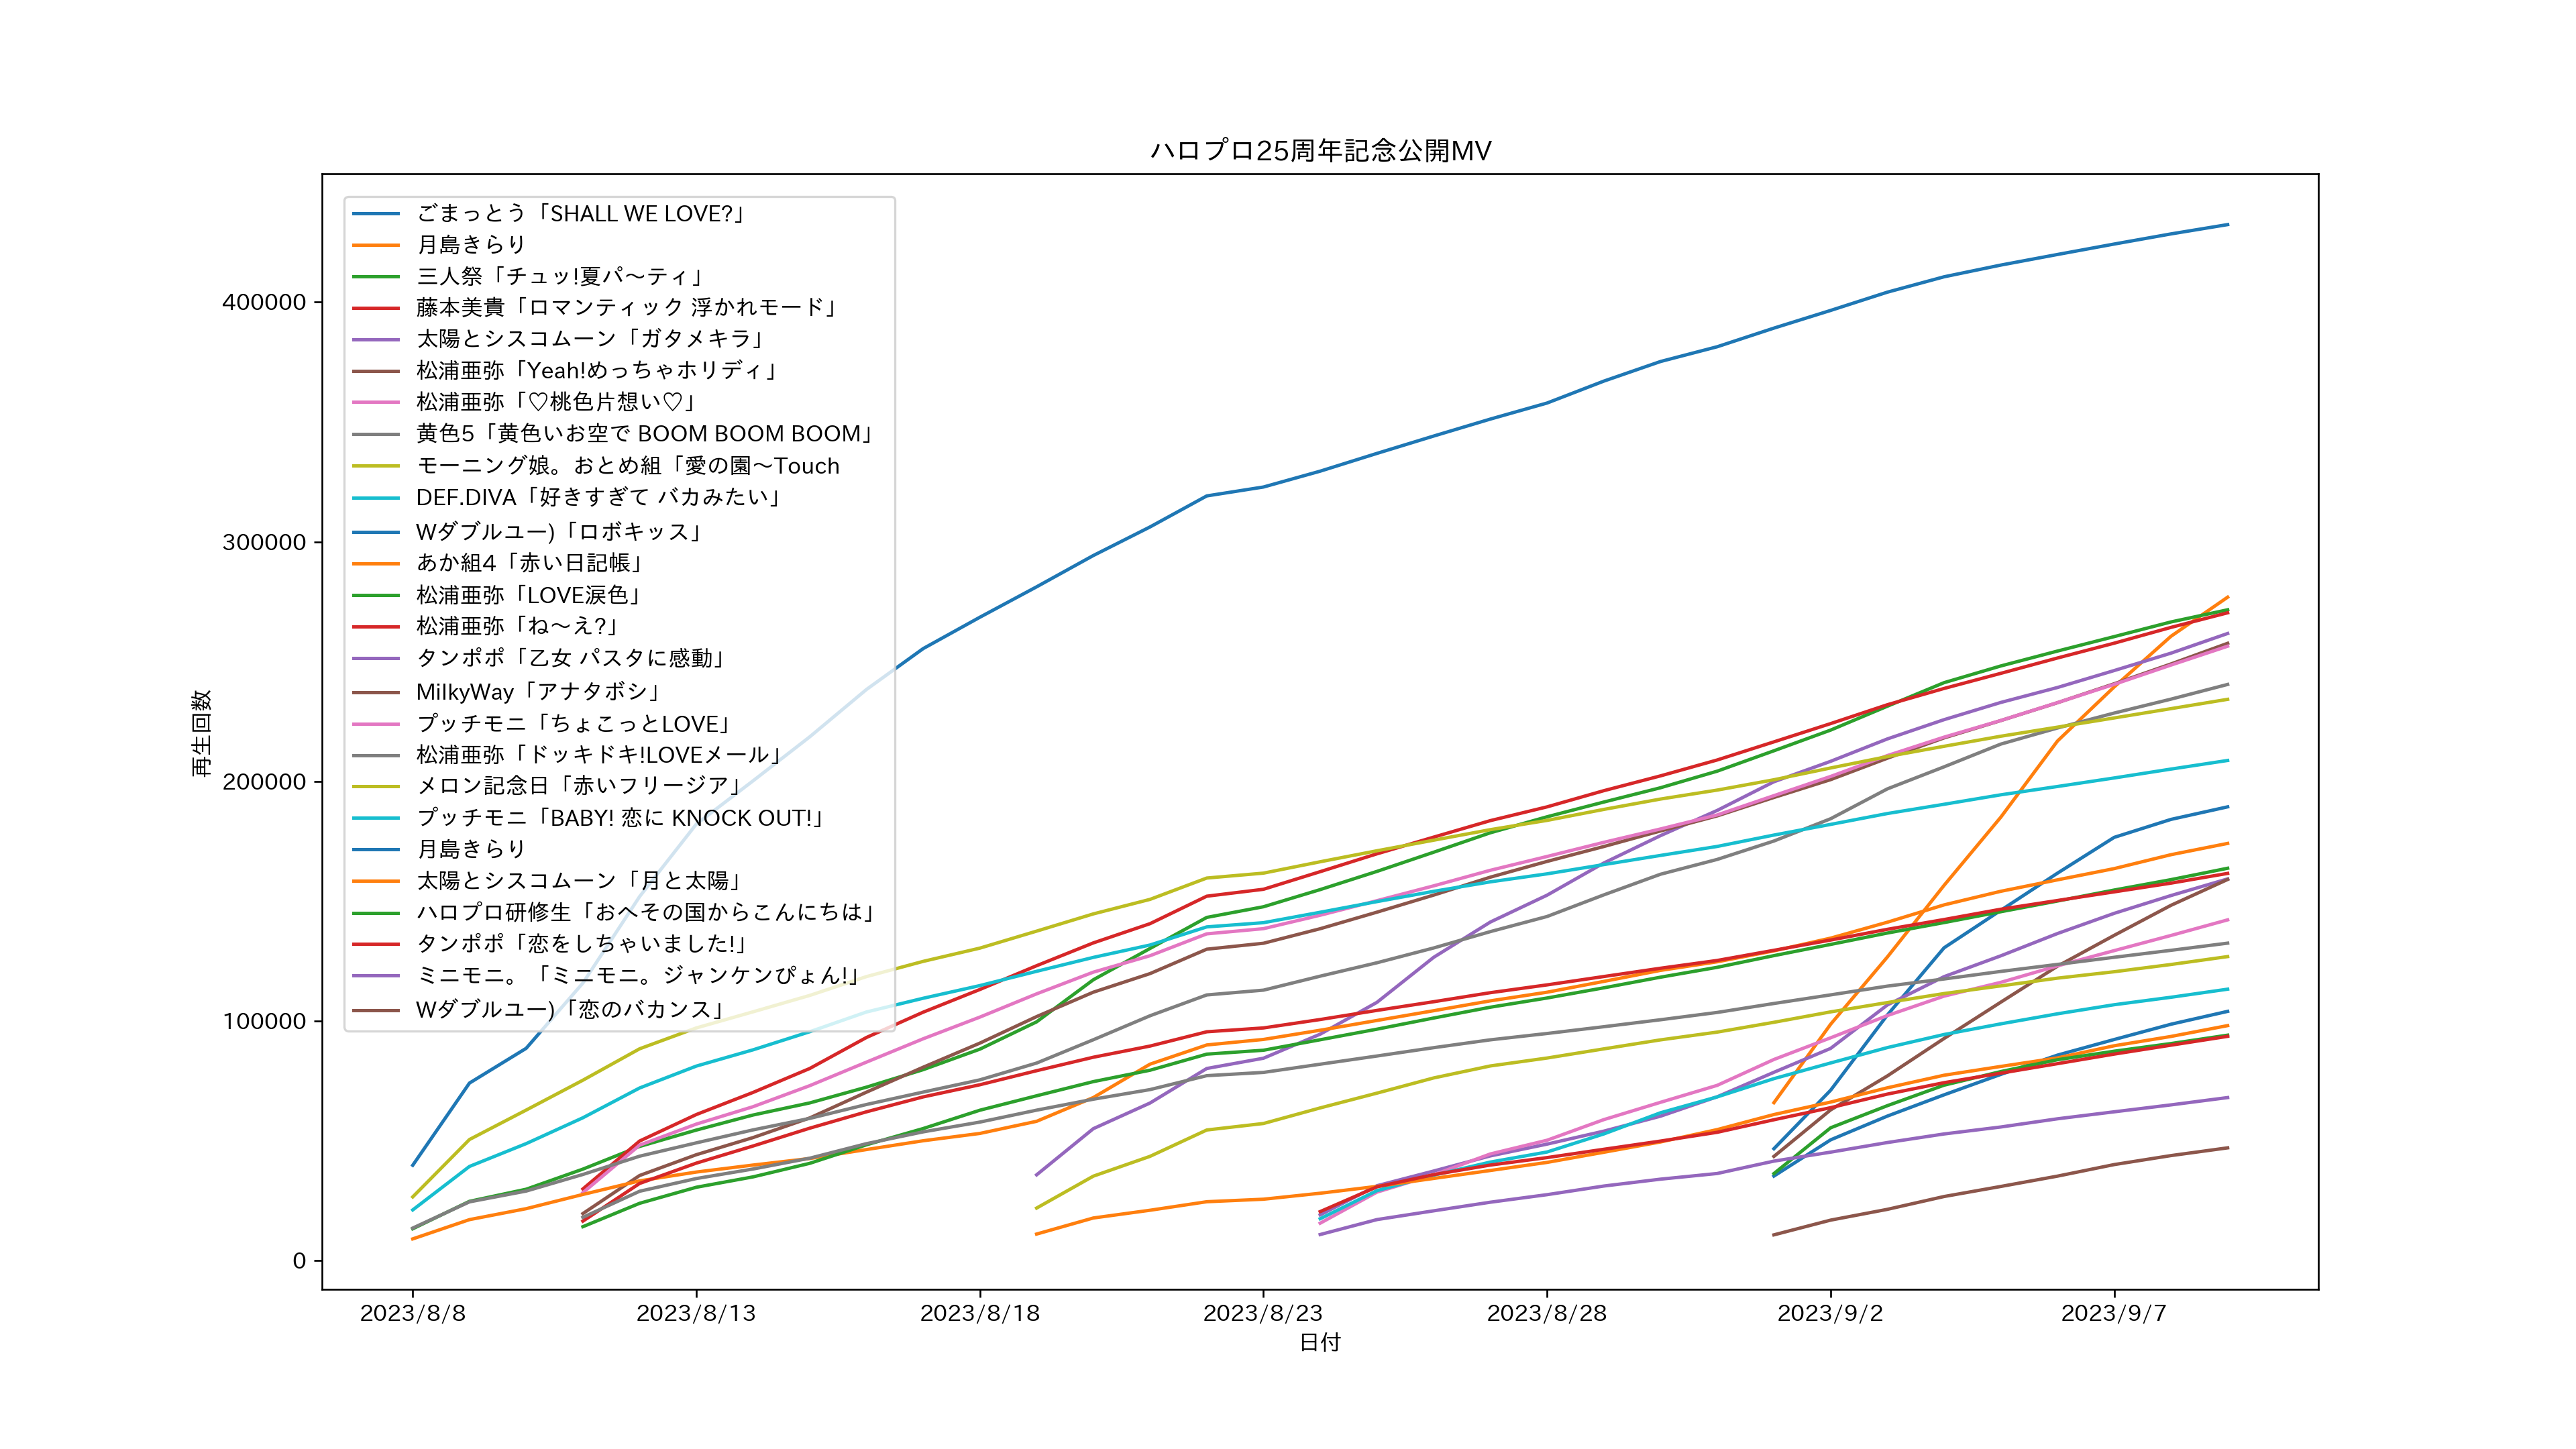 ハロプロ25周年記念公開MV
ごまっとう「SHALL WE LOVE?」
月島きらり
三人祭「チュッ!夏パ〜ティ」
藤本美貴「ロマンティック 浮かれモード」
太陽とシスコムーン「ガタメキラ」
松浦亜弥「Yeah!めっちゃホリディ」
松浦亜弥「♡桃色片想い♡」
黄色5「黄色いお空で BOOM BOOM BOOM」
モーニング娘。おとめ組「愛の園〜Touch
DEF.DIVA「好きすぎて バカみたい」
Wダブルユー)「ロボキッス」
あか組4「赤い日記帳」
松浦亜弥「LOVE涙色」
松浦亜弥「ね〜え?」
タンポポ「乙女 パスタに感動」
MilkyWay「アナタボシ」
プッチモニ「ちょこっとLOVE」
松浦亜弥「ドッキドキ!LOVEメール」
メロン記念日「赤いフリージア」
プッチモニ「BABY! 恋に KNOCK OUT!」
月島きらり
太陽とシスコムーン「月と太陽」
ハロプロ研修生「おへその国からこんにちは」
タンポポ「恋をしちゃいました!」
ミニモニ。「ミニモニ。ジャンケンぴょん!」
Wダブルユー)「恋のバカンス」
400000
300000
200000
100000
0
再生回数
2023/8/8
2023/8/13
2023/8/18
2023/8/23
2023/8/28
2023/9/2
2023/9/7
日付